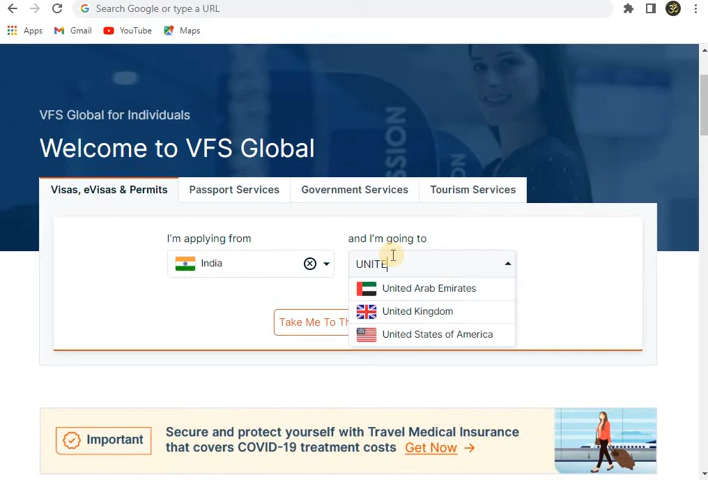 Search Google or type a URL
Apps Gmail YouTube Maps
VFS Global for Individuals
Welcome to VFS Global
Visas, eVisas & Permits Passport Services Government Services Tourism Services
I'm applying from and I'm going to
India UNITE
United Arab Emirates
United Kingdom
Take Me To Th
United States of America
Important
Secure and protect yourself with Travel Medical Insurance
that covers COVID-19 treatment costs Get Now →